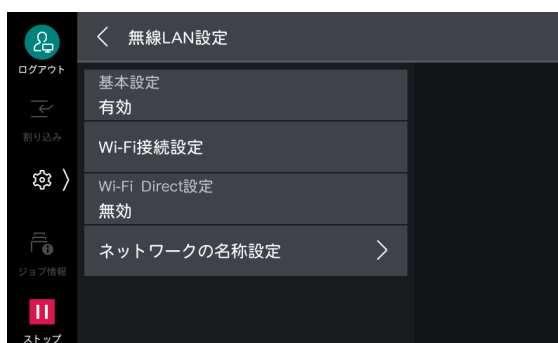 無線LAN設定
ログアウト
基本設定
有効
割り込み
Wi-Fi接続設定
Wi-Fi Direct設定
無効
ネットワークの名称設定
ジョブ情報
ストップ